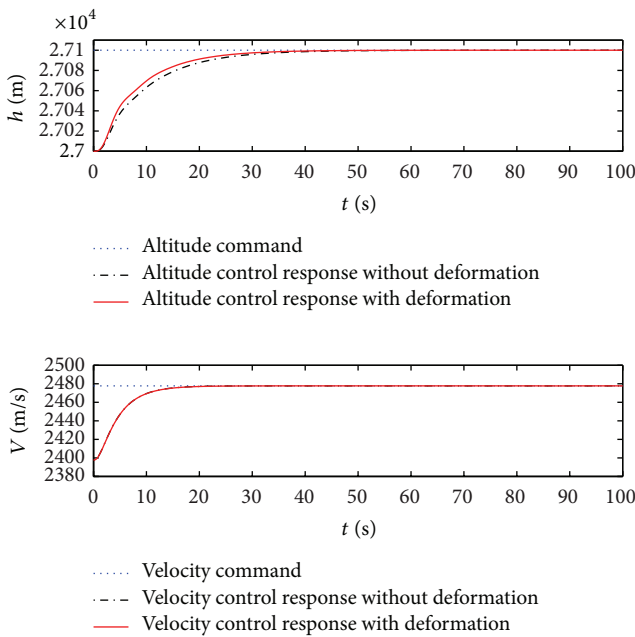 ×10⁴
2.71
2.708
2.706
2.704
2.702
2.7
h (m)
0 10 20 30 40 50 60 70 80 90 100
t (s)
Altitude command
Altitude control response without deformation
Altitude control response with deformation
2500
2480
2460
2440
2420
2400
2380
V (m/s)
0 10 20 30 40 50 60 70 80 90 100
t (s)
Velocity command
Velocity control response without deformation
Velocity control response with deformation